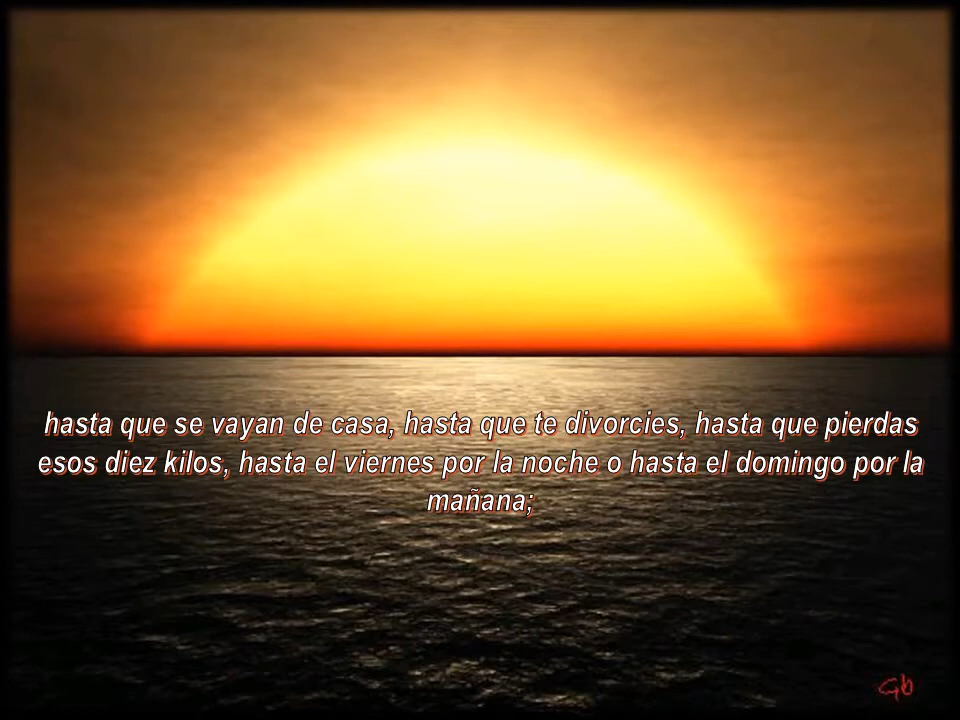 hasta que se vayan de casa, hasta que te divorcies, hasta que pierdas
esos diez kilos, hasta el viernes por la noche o hasta el domingo por la
mañana;
Gb